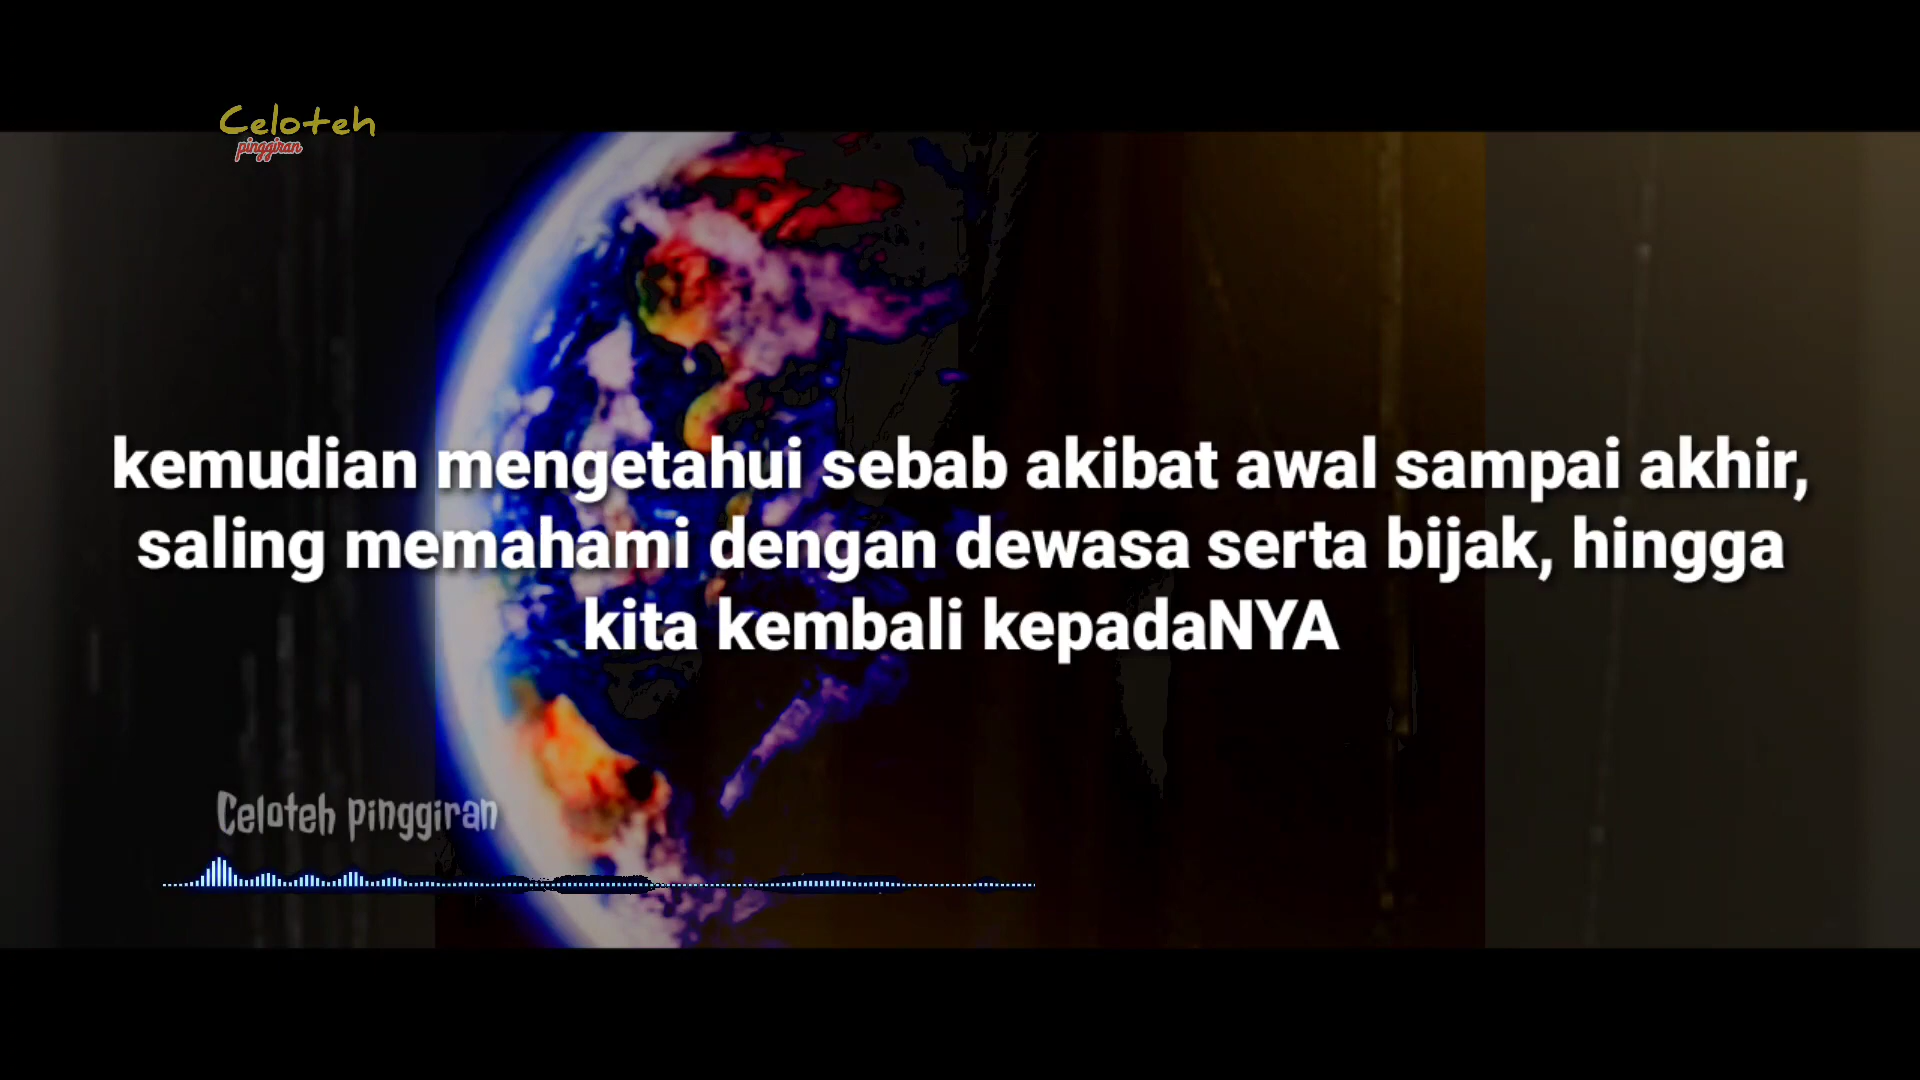 Celoteh
pinggiran
kemudian mengetahui sebab akibat awal sampai akhir,
saling memahami dengan dewasa serta bijak, hingga
kita kembali kepadaNYA
Celoteh pinggiran